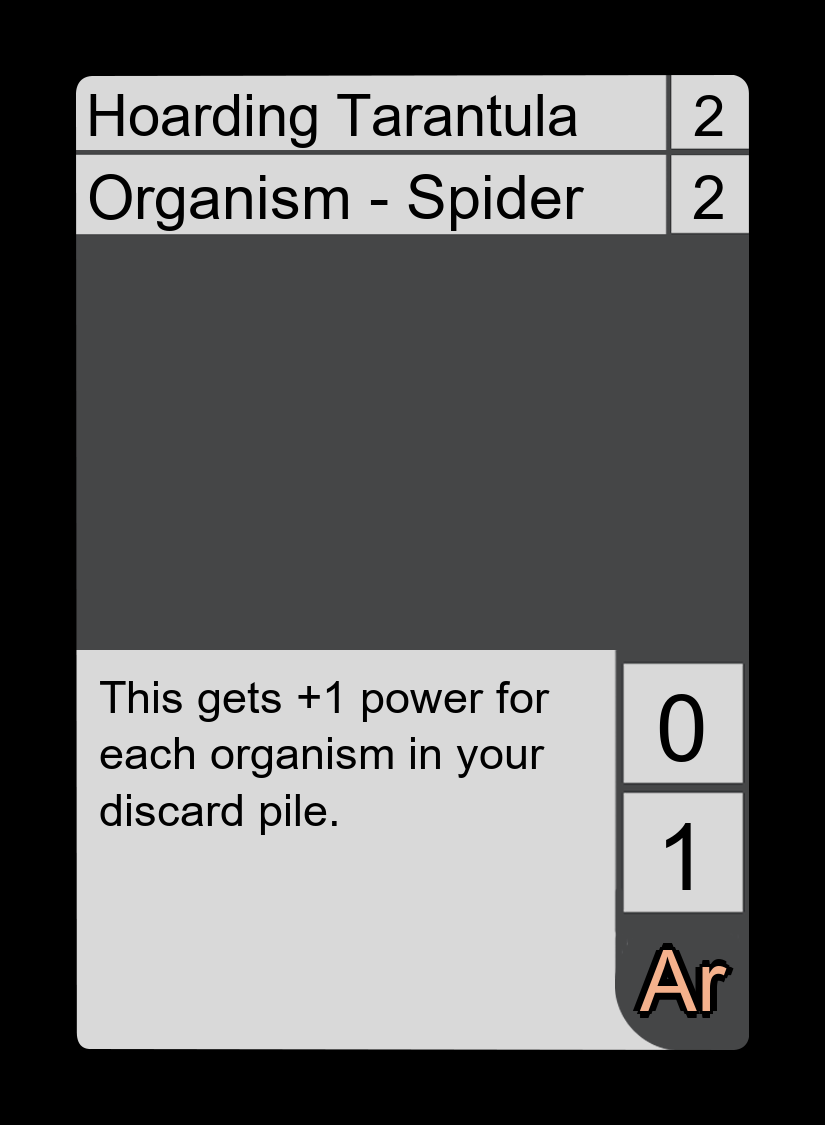 Hoarding Tarantula 2
Organism - Spider 2
This gets +1 power for
each organism in your
discard pile.
0
1
Ar